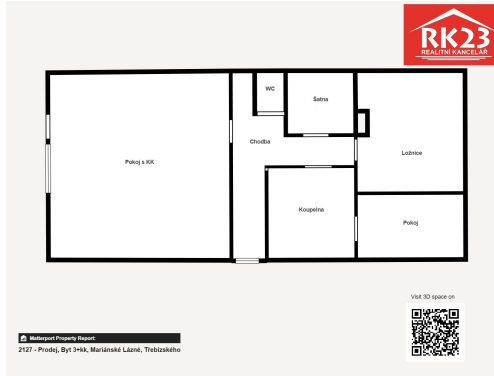 RK23
REALITNÍ KANCELÁŘ
WC
Šatna
Chodba
Pokoj s KK
Ložnice
Koupelna
Pokoj
Visit 3D space on
Matterport Property Report:
2127 - Prodej, Byt 3+kk, Mariánské Lázně, Třebízského